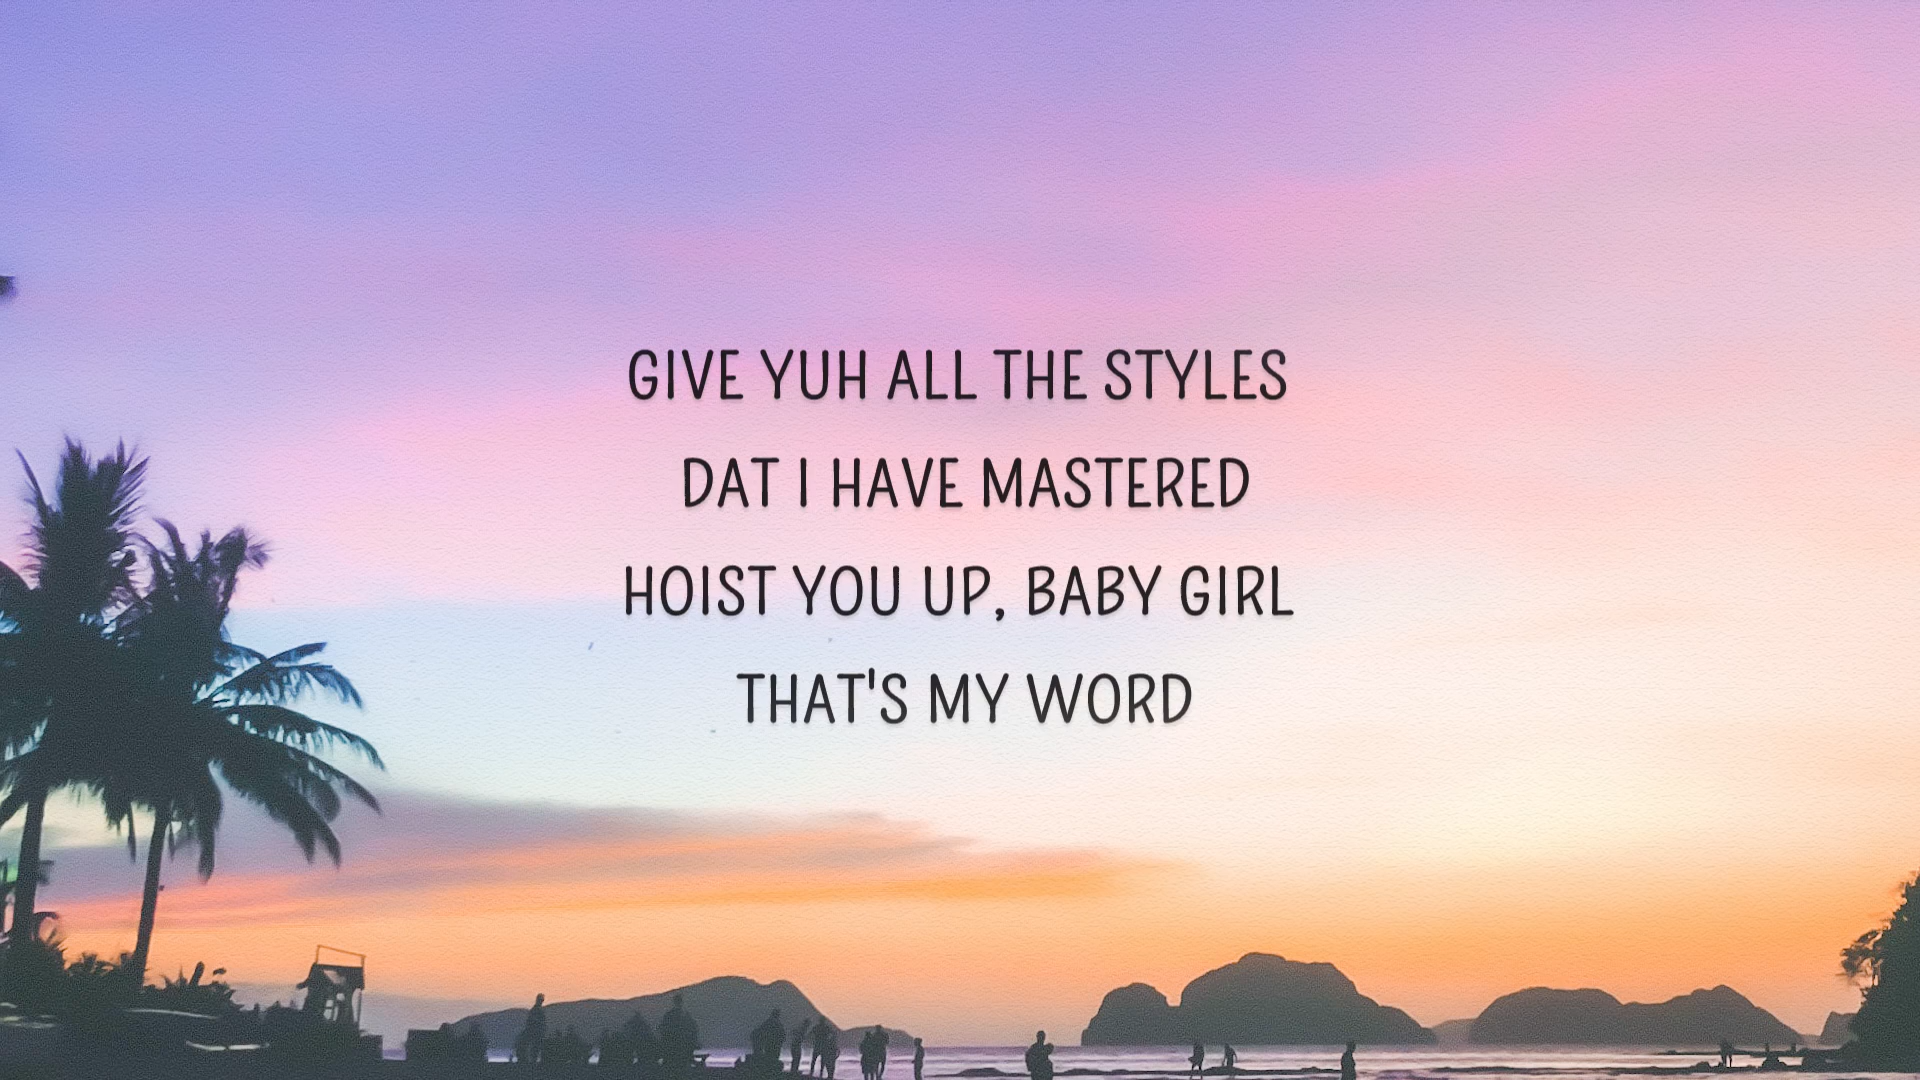 GIVE YUH ALL THE STYLES
DAT I HAVE MASTERED
HOIST YOU UP, BABY GIRL
THAT'S MY WORD